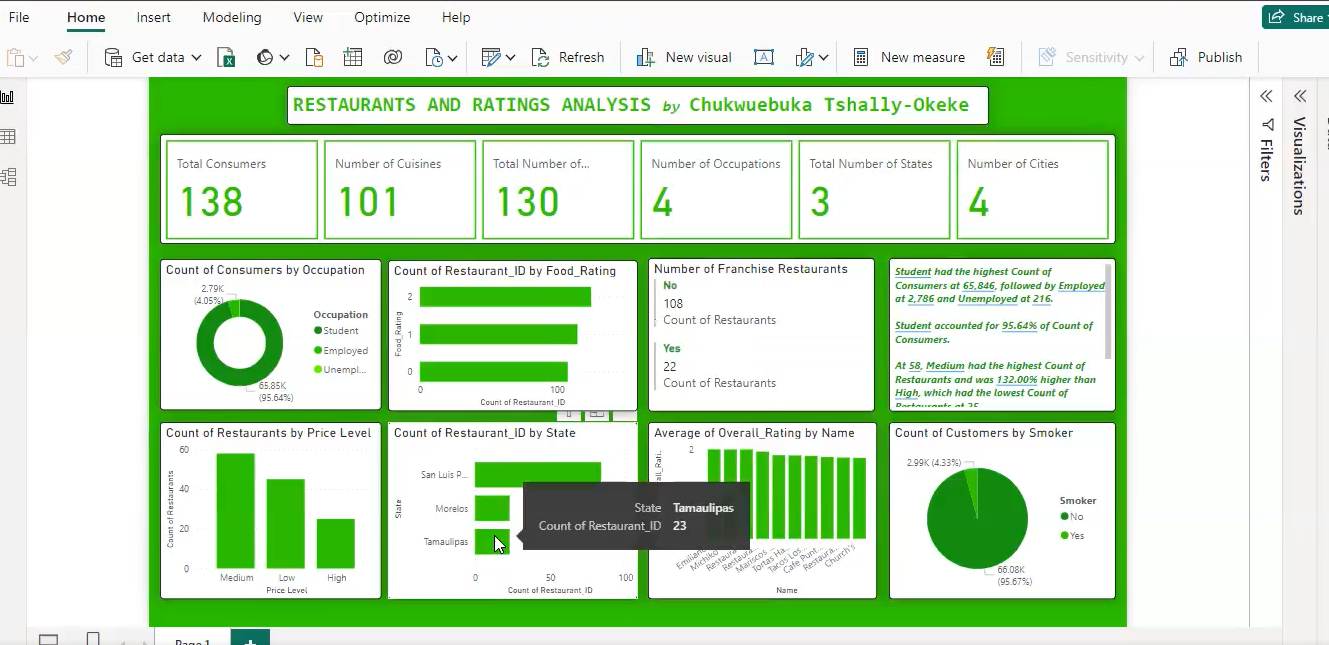 File Home Insert Modeling View Optimize Help Share
Get data Refresh New visual New measure Sensitivity Publish
RESTAURANTS AND RATINGS ANALYSIS by Chukwuebuka Tshally-Okeke
Filters
Visualizations
Total Consumers
138
Number of Cuisines
101
Total Number of...
130
Number of Occupations
4
Total Number of States
3
Number of Cities
4
Count of Consumers by Occupation
2.79K
(4.05%)
65.85K
(95.64%)
Occupation
Student
Employed
Unempl...
Count of Restaurant_ID by Food_Rating
Food_Rating
2
1
0
0 100
Count of Restaurant_ID
Number of Franchise Restaurants
No
108
Count of Restaurants
Yes
22
Count of Restaurants
Student had the highest Count of
Consumers at 65,846, followed by Employed
at 2,786 and Unemployed at 216.
Student accounted for 95.64% of Count of
Consumers.
At 58, Medium had the highest Count of
Restaurants and was 132.00% higher than
High, which had the lowest Count of
Restaurants at 25
Count of Restaurants by Price Level
Count of Restaurants
60
40
20
0
Medium Low High
Price Level
Count of Restaurant_ID by State
State
San Luis P...
Morelos
Tamaulipas
0 50 100
Count of Restaurant_ID
State Tamaulipas
Count of Restaurant_ID 23
Average of Overall_Rating by Name
2
Michiko
Restaura...
Mariscos
Tortas Ha...
Tacos Los...
Cafe Punt...
Restaura...
Church's
Name
Count of Customers by Smoker
2.99K (4.33%)
66.08K
(95.67%)
Smoker
No
Yes
Page 1